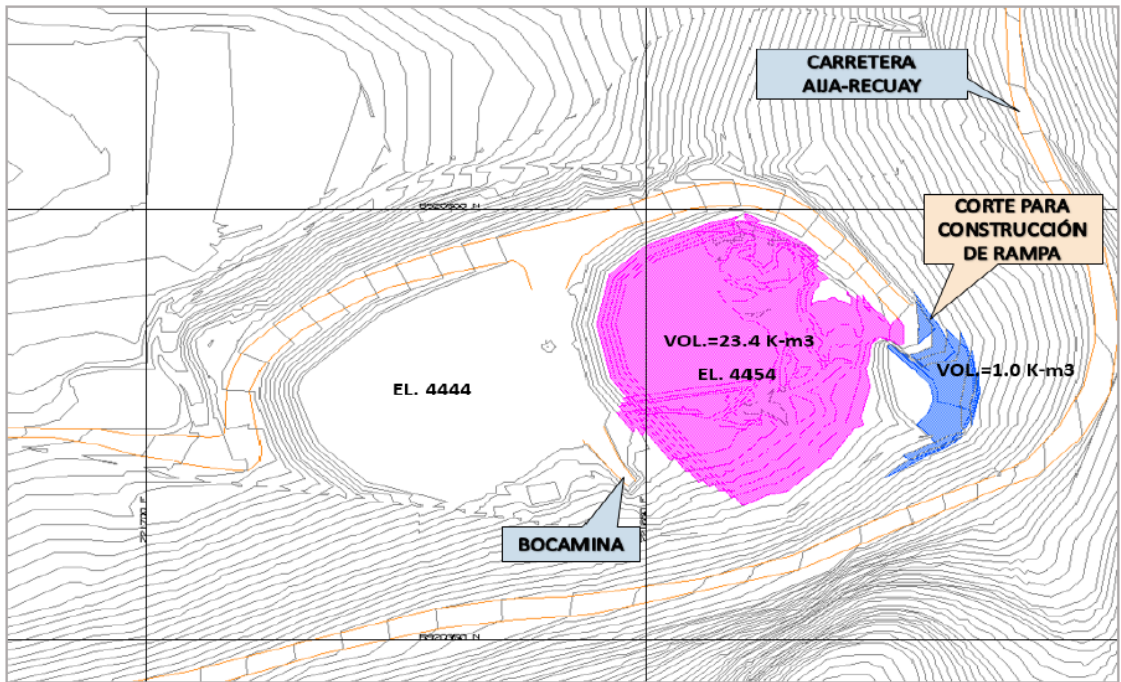 CARRETERA
AIJA-RECUAY
CORTE PARA
CONSTRUCCIÓN
DE RAMPA
VOL.=23.4 K-m3
EL. 4454
VOL.=1.0 K-m3
EL. 4444
BOCAMINA